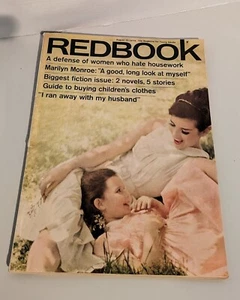 REDBOOK
A defense of women who hate housework
Marilyn Monroe: "A good, long look at myself"
Biggest fiction issue: 2 novels, 5 stories
Guide to buying children's clothes
"I ran away with my husband"